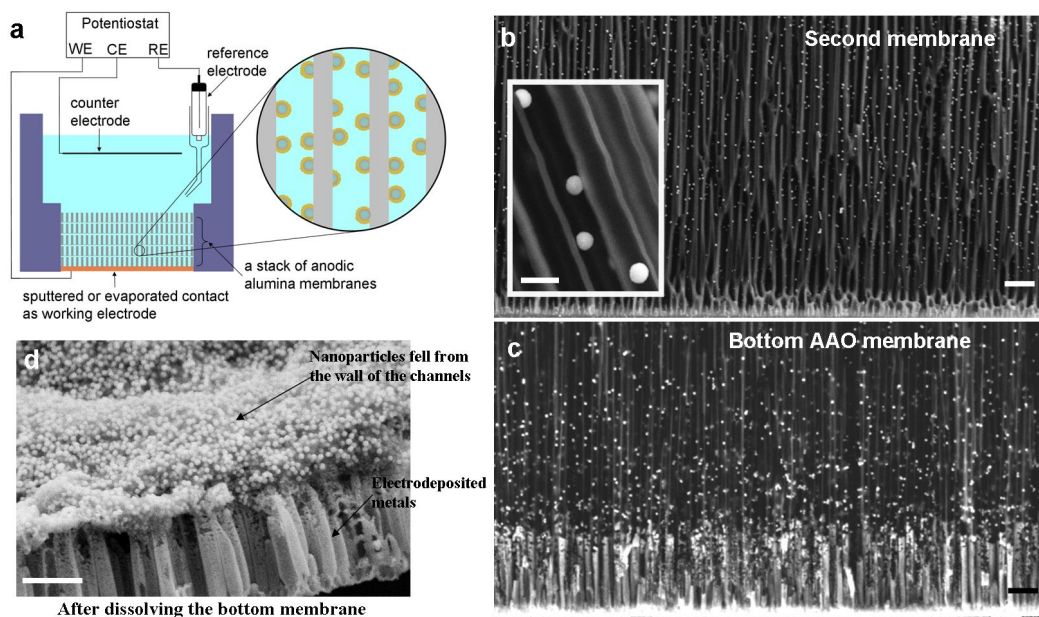 a
Potentiostat
WE CE RE
reference
electrode
counter
electrode
a stack of anodic
alumina membranes
sputtered or evaporated contact
as working electrode
b
Second membrane
c
Bottom AAO membrane
d
Nanoparticles fell from
the wall of the channels
Electrodeposited
metals
After dissolving the bottom membrane